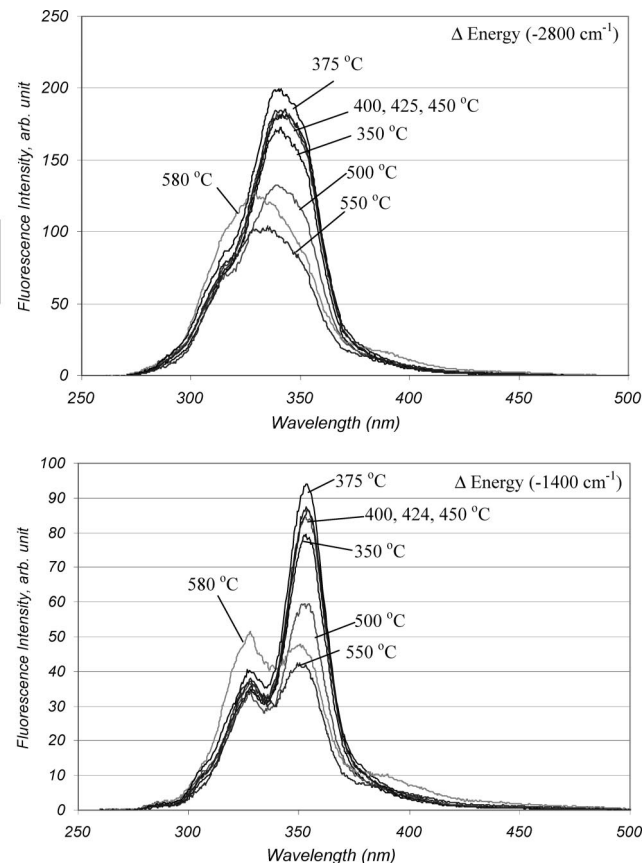 250
Δ Energy (-2800 cm⁻¹)
375 °C
200
400, 425, 450 °C
350 °C
150
580 °C
500 °C
550 °C
100
50
0
Fluorescence Intensity, arb. unit
250 300 350 400 450 500
Wavelength (nm)
100
Δ Energy (-1400 cm⁻¹)
375 °C
90
400, 424, 450 °C
80
350 °C
70
580 °C
60
500 °C
50
550 °C
40
30
20
10
0
Fluorescence Intensity, arb. unit
250 300 350 400 450 500
Wavelength (nm)